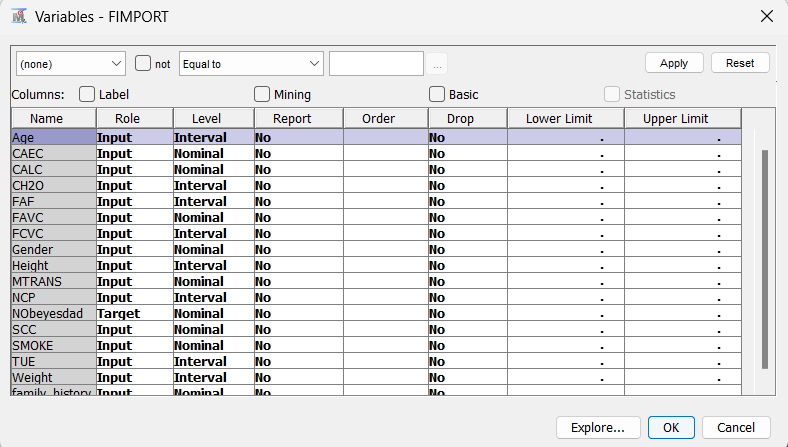 Variables - FIMPORT
(none) not Equal to ... Apply Reset
Columns: Label Mining Basic Statistics
Name Role Level Report Order Drop Lower Limit Upper Limit
Age Input Interval No No . .
CAEC Input Nominal No No . .
CALC Input Nominal No No . .
CH2O Input Interval No No . .
FAF Input Interval No No . .
FAVC Input Nominal No No . .
FCVC Input Interval No No . .
Gender Input Nominal No No . .
Height Input Interval No No . .
MTRANS Input Nominal No No . .
NCP Input Interval No No . .
NObeyesdad Target Nominal No No . .
SCC Input Nominal No No . .
SMOKE Input Nominal No No . .
TUE Input Interval No No . .
Weight Input Interval No No . .
family_history Input Nominal No No
Explore... OK Cancel